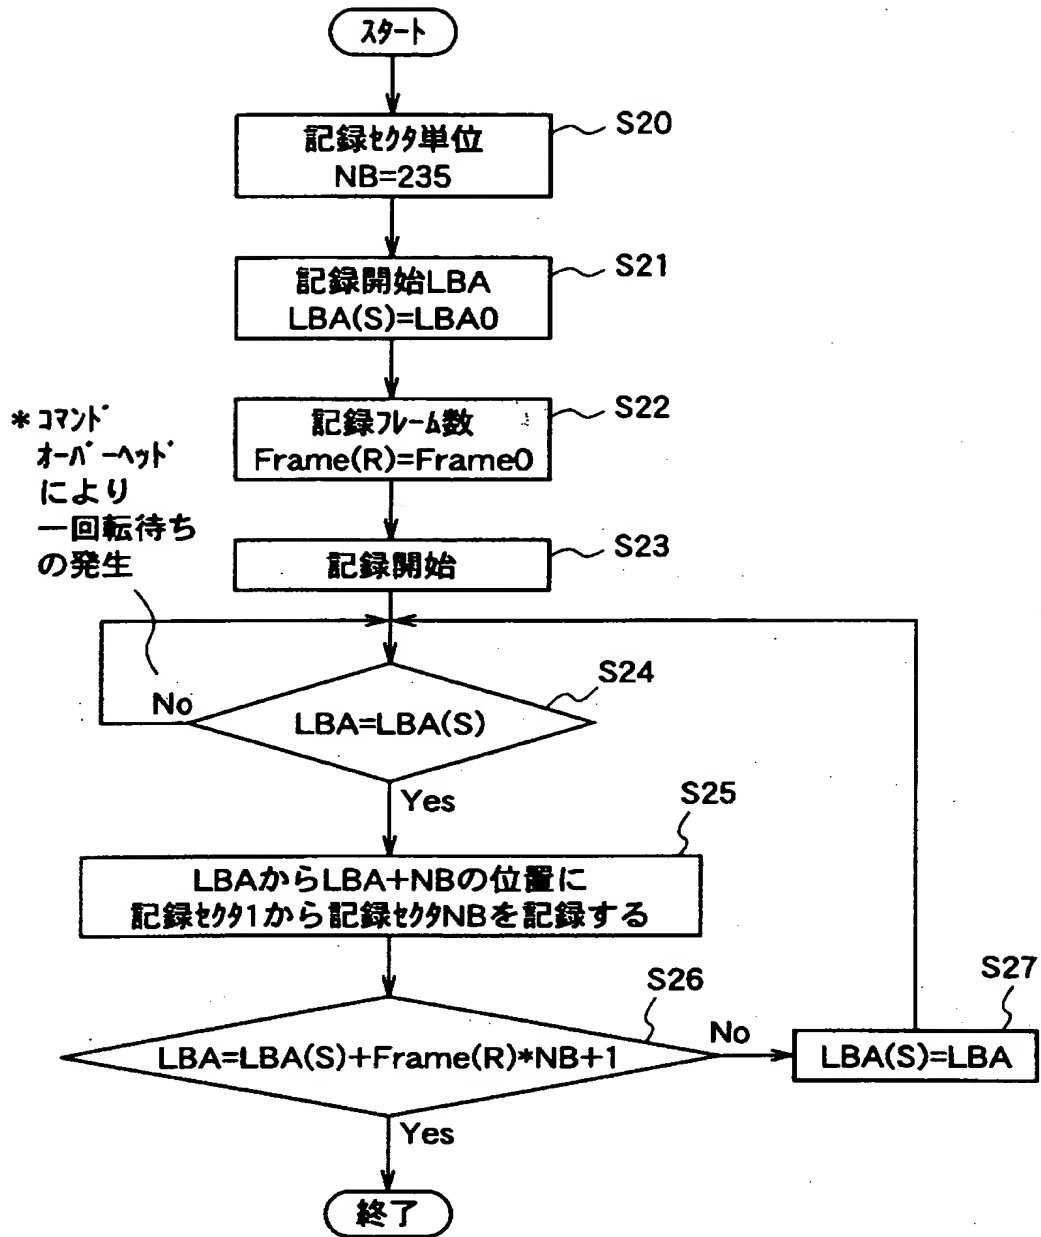 ｽﾀｰﾄ
記録ｾｸﾀ単位
NB=235
S20
記録開始LBA
LBA(S)=LBA0
S21
記録ﾌﾚｰﾑ数
Frame(R)=Frame0
S22
*ｺﾏﾝﾄﾞ
ｵｰﾊﾞｰﾍｯﾄﾞ
により
一回転待ち
の発生
記録開始
S23
LBA=LBA(S)
S24
No
Yes
LBAからLBA+NBの位置に
記録ｾｸﾀ1から記録ｾｸﾀNBを記録する
S25
LBA=LBA(S)+Frame(R)*NB+1
S26
No
LBA(S)=LBA
S27
Yes
終了